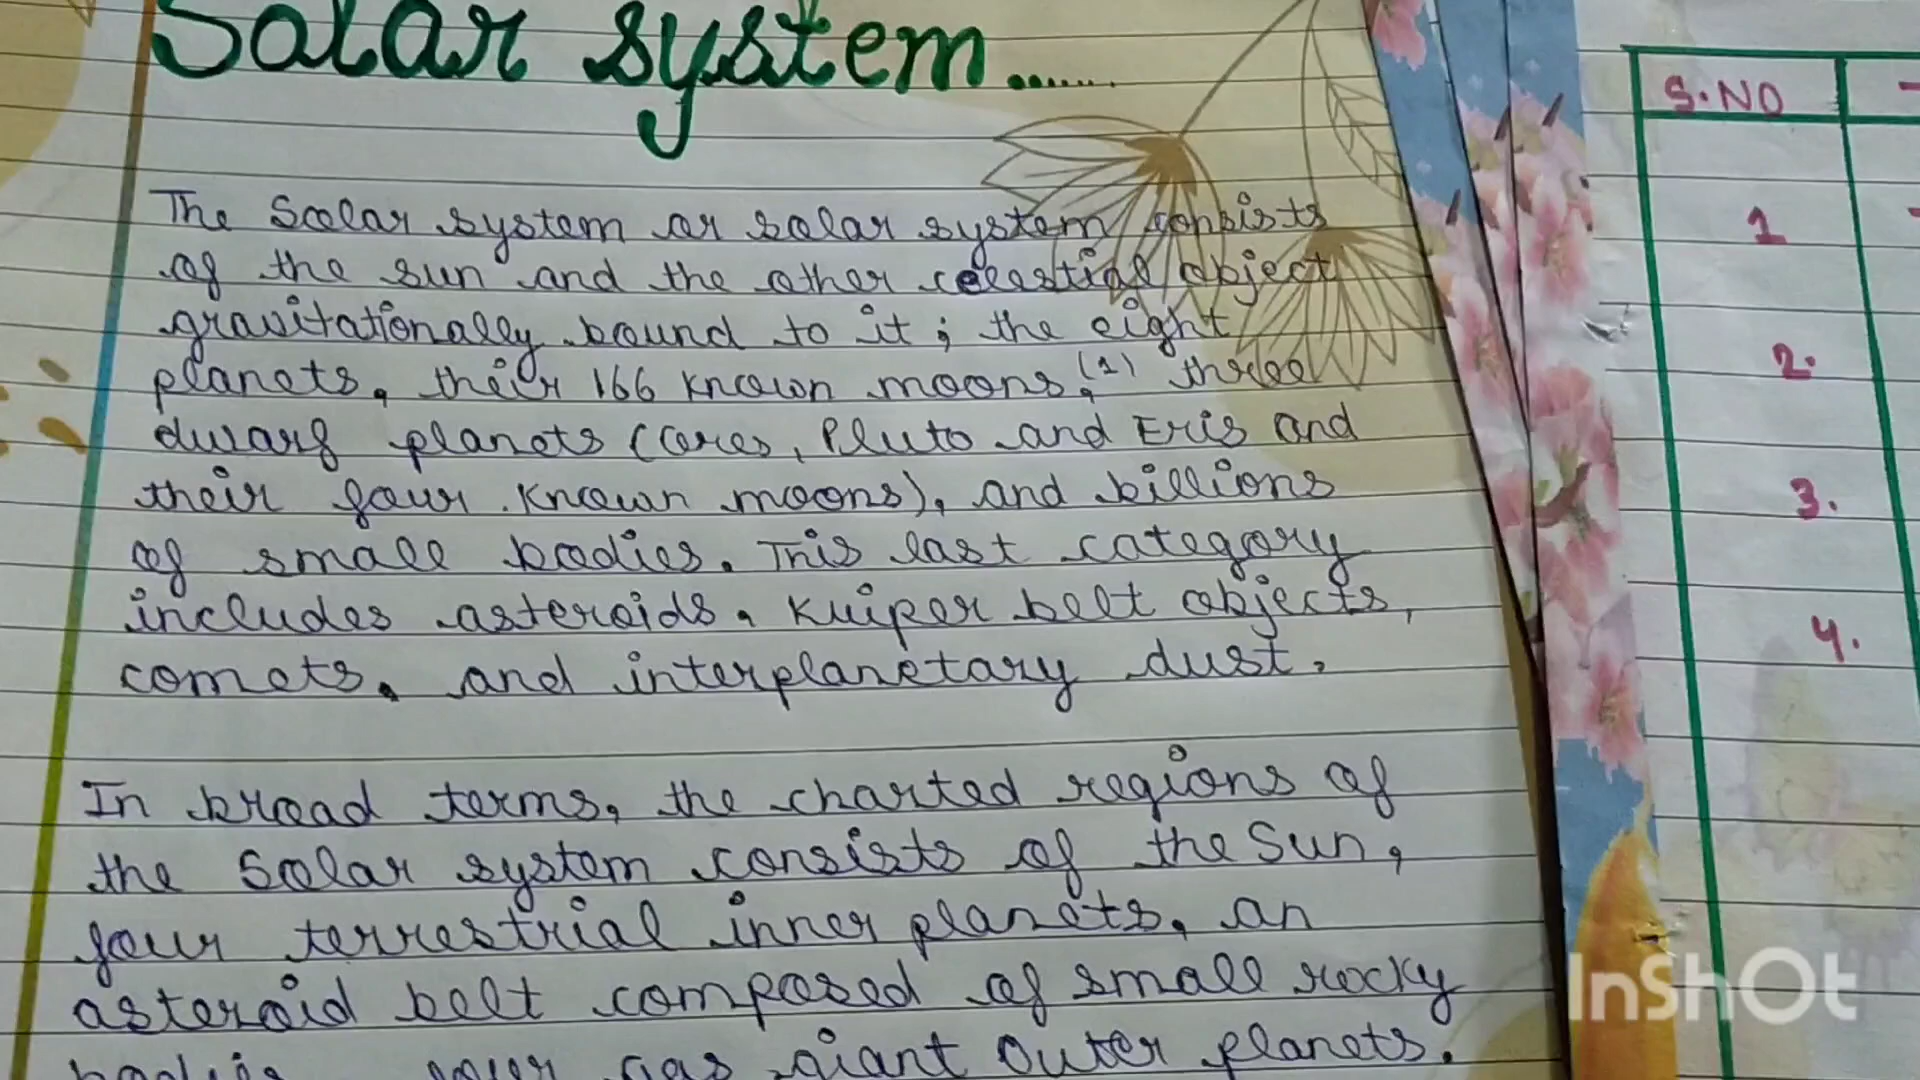 Solar system.......
The Solar system or solar system consists
of the sun and the other celestial object
gravitationally bound to it; the eight
planets, their 166 known moons,(1) three
dwarf planets (Ceres, Pluto and Eris and
their four known moons), and billions
of small bodies. This last category
includes asteroids, Kuiper belt objects,
comets, and interplanetary dust.
In broad terms, the charted regions of
the Solar system consists of the Sun,
four terrestrial inner planets, an
asteroid belt composed of small rocky
bodies, four gas giant outer planets.
S.NO
1
2.
3.
4.
InShOt